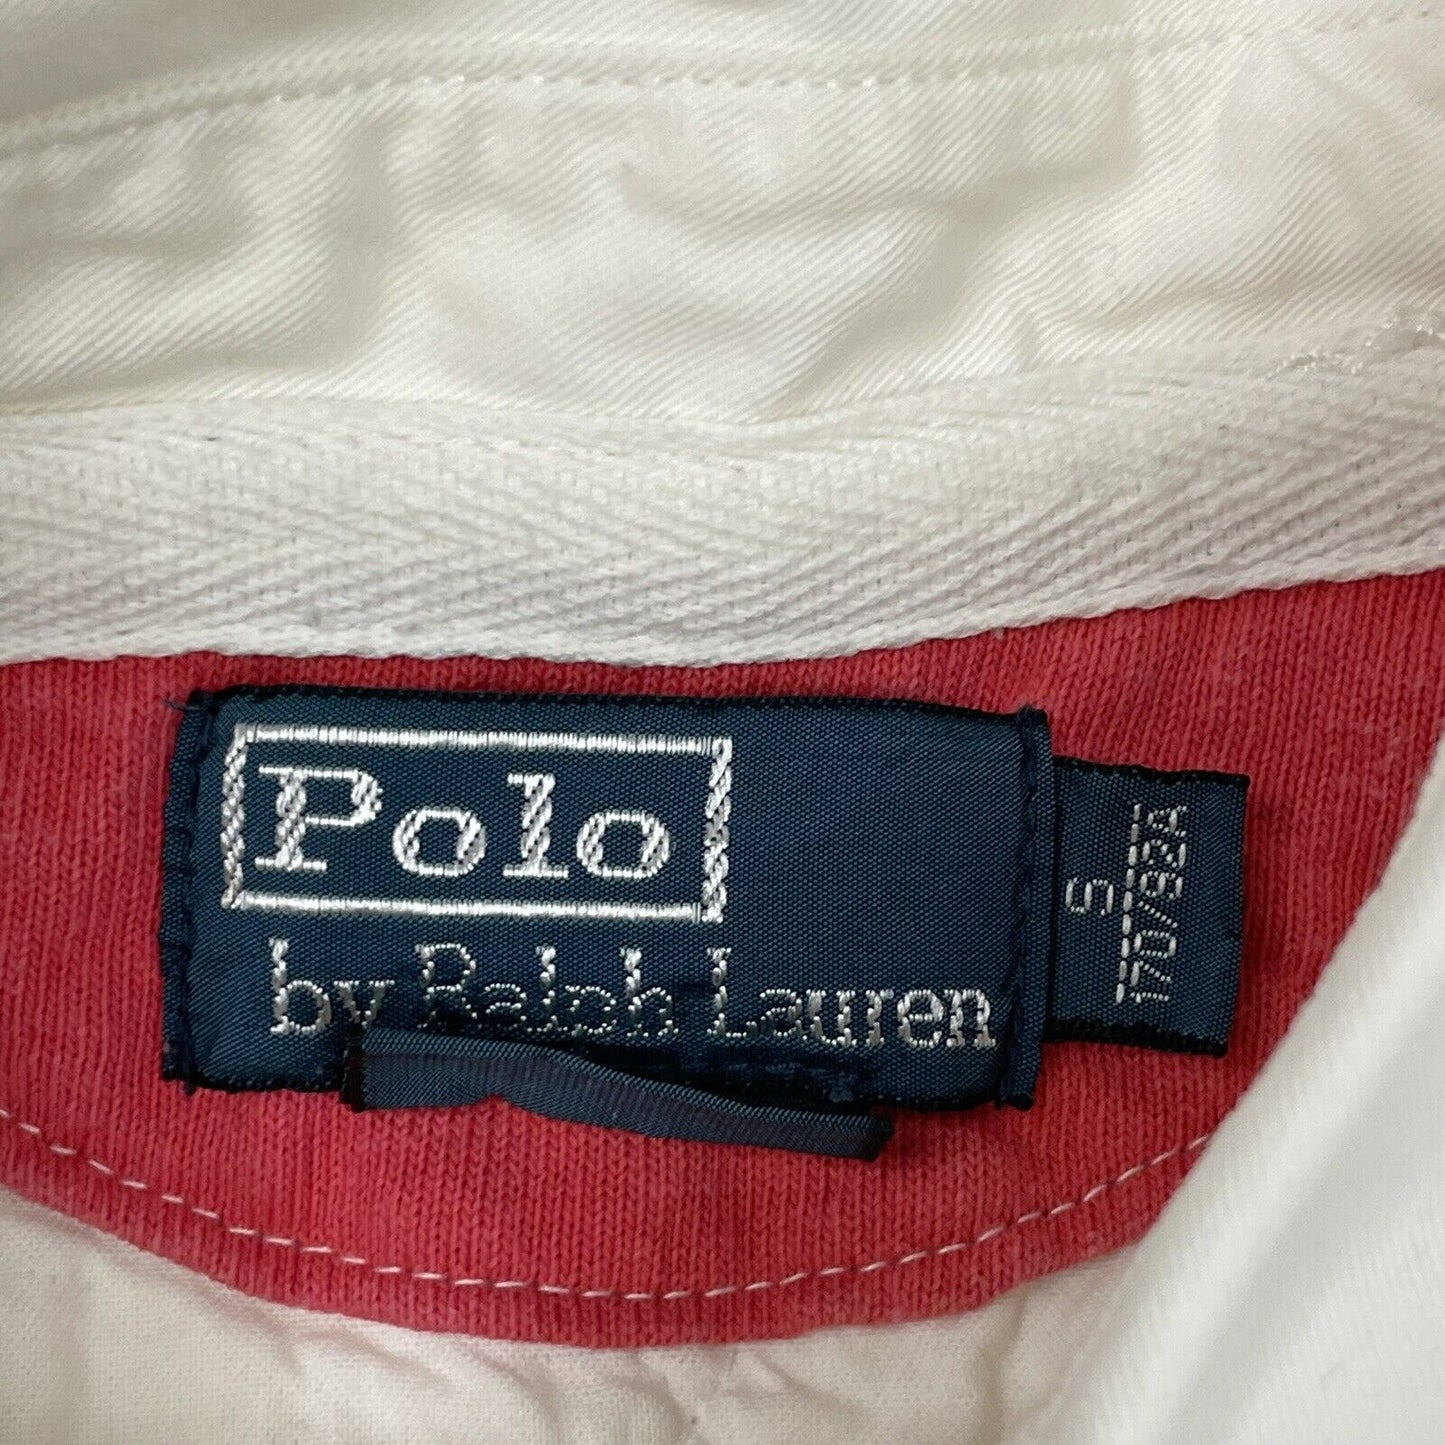 Polo
by Ralph Lauren
S
170/92A